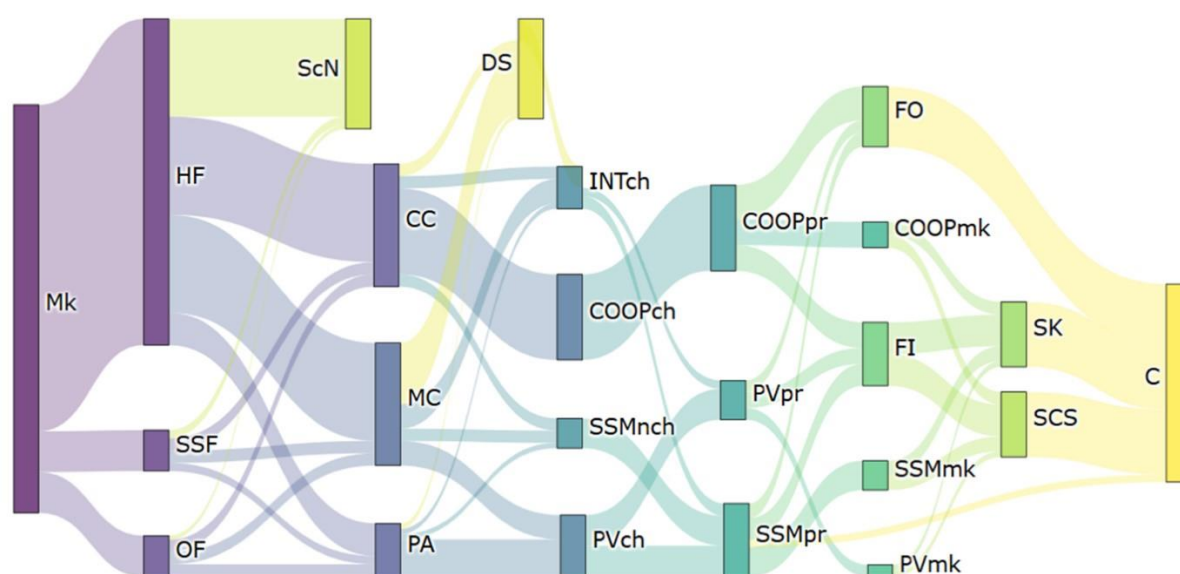 Mk
HF
SSF
OF
ScN
CC
MC
PA
DS
INTch
COOPch
SSMnch
PVch
COOPpr
PVpr
SSMpr
FO
COOPmk
FI
SSMmk
PVmk
SK
SCS
C